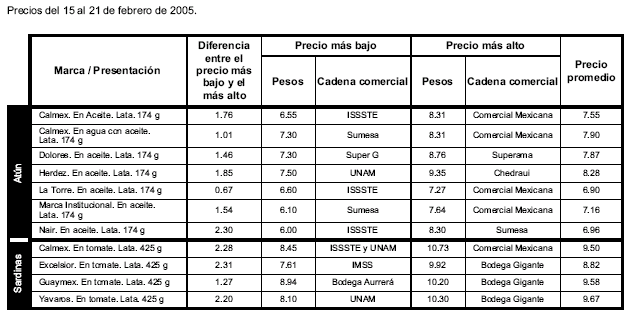 Precios del 15 al 21 de febrero de 2005.
Marca / Presentación Diferencia entre el precio más bajo y el más alto Precio más bajo Precio más alto Precio promedio
Pesos Cadena comercial Pesos Cadena comercial
Atún
Calmex. En Aceite. Lata. 174 g 1.76 6.55 ISSSTE 8.31 Comercial Mexicana 7.55
Calmex. En agua con aceite. Lata. 174 g 1.01 7.30 Sumesa 8.31 Comercial Mexicana 7.90
Dolores. En aceite. Lata. 174 g 1.46 7.30 Super G 8.76 Superama 7.87
Herdez. En aceite. Lata. 174 g 1.85 7.50 UNAM 9.35 Chedraui 8.28
La Torre. En aceite. Lata. 174 g 0.67 6.60 ISSSTE 7.27 Comercial Mexicana 6.90
Marca Institucional. En aceite. Lata. 174 g 1.54 6.10 Sumesa 7.64 Comercial Mexicana 7.16
Nair. En aceite. Lata. 174 g 2.30 6.00 ISSSTE 8.30 Sumesa 6.96
Sardinas
Calmex. En tomate. Lata. 425 g 2.28 8.45 ISSSTE y UNAM 10.73 Comercial Mexicana 9.50
Excelsior. En tomate. Lata. 425 g 2.31 7.61 IMSS 9.92 Bodega Gigante 8.82
Guaymex. En tomate. Lata. 425 g 1.27 8.94 Bodega Aurrerá 10.20 Bodega Gigante 9.58
Yavaros. En tomate. Lata. 425 g 2.20 8.10 UNAM 10.30 Bodega Gigante 9.67